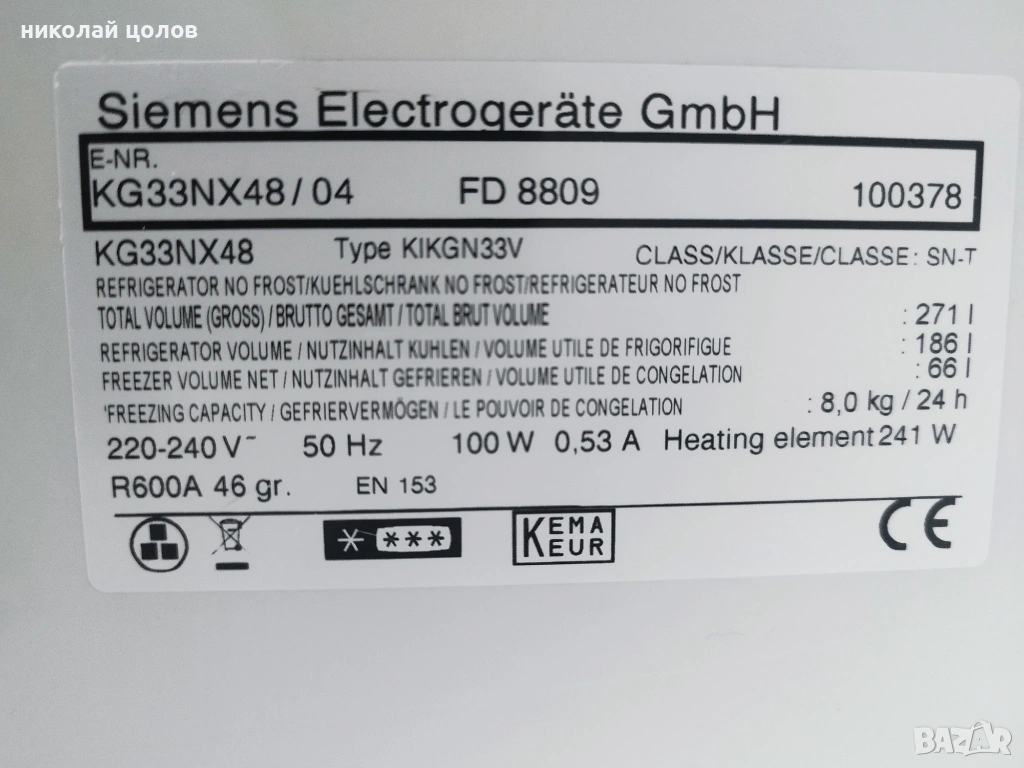 николай цолов
Siemens Electrogeräte GmbH
E-NR.
KG33NX48/04 FD 8809 100378
KG33NX48 Type KIKGN33V CLASS/KLASSE/CLASSE: SN-T
REFRIGERATOR NO FROST/KUEHLSCHRANK NO FROST/REFRIGERATEUR NO FROST
TOTAL VOLUME (GROSS) / BRUTTO GESAMT / TOTAL BRUT VOLUME : 271 l
REFRIGERATOR VOLUME / NUTZINHALT KUHLEN / VOLUME UTILE DE FRIGORIFIGUE : 186 l
FREEZER VOLUME NET / NUTZINHALT GEFRIEREN / VOLUME UTILE DE CONGELATION : 66 l
'FREEZING CAPACITY / GEFRIERVERMÖGEN / LE POUVOIR DE CONGELATION : 8,0 kg / 24 h
220-240 V~ 50 Hz 100 W 0,53 A Heating element 241 W
R600A 46 gr. EN 153
KEMA EUR CE
BAZAR